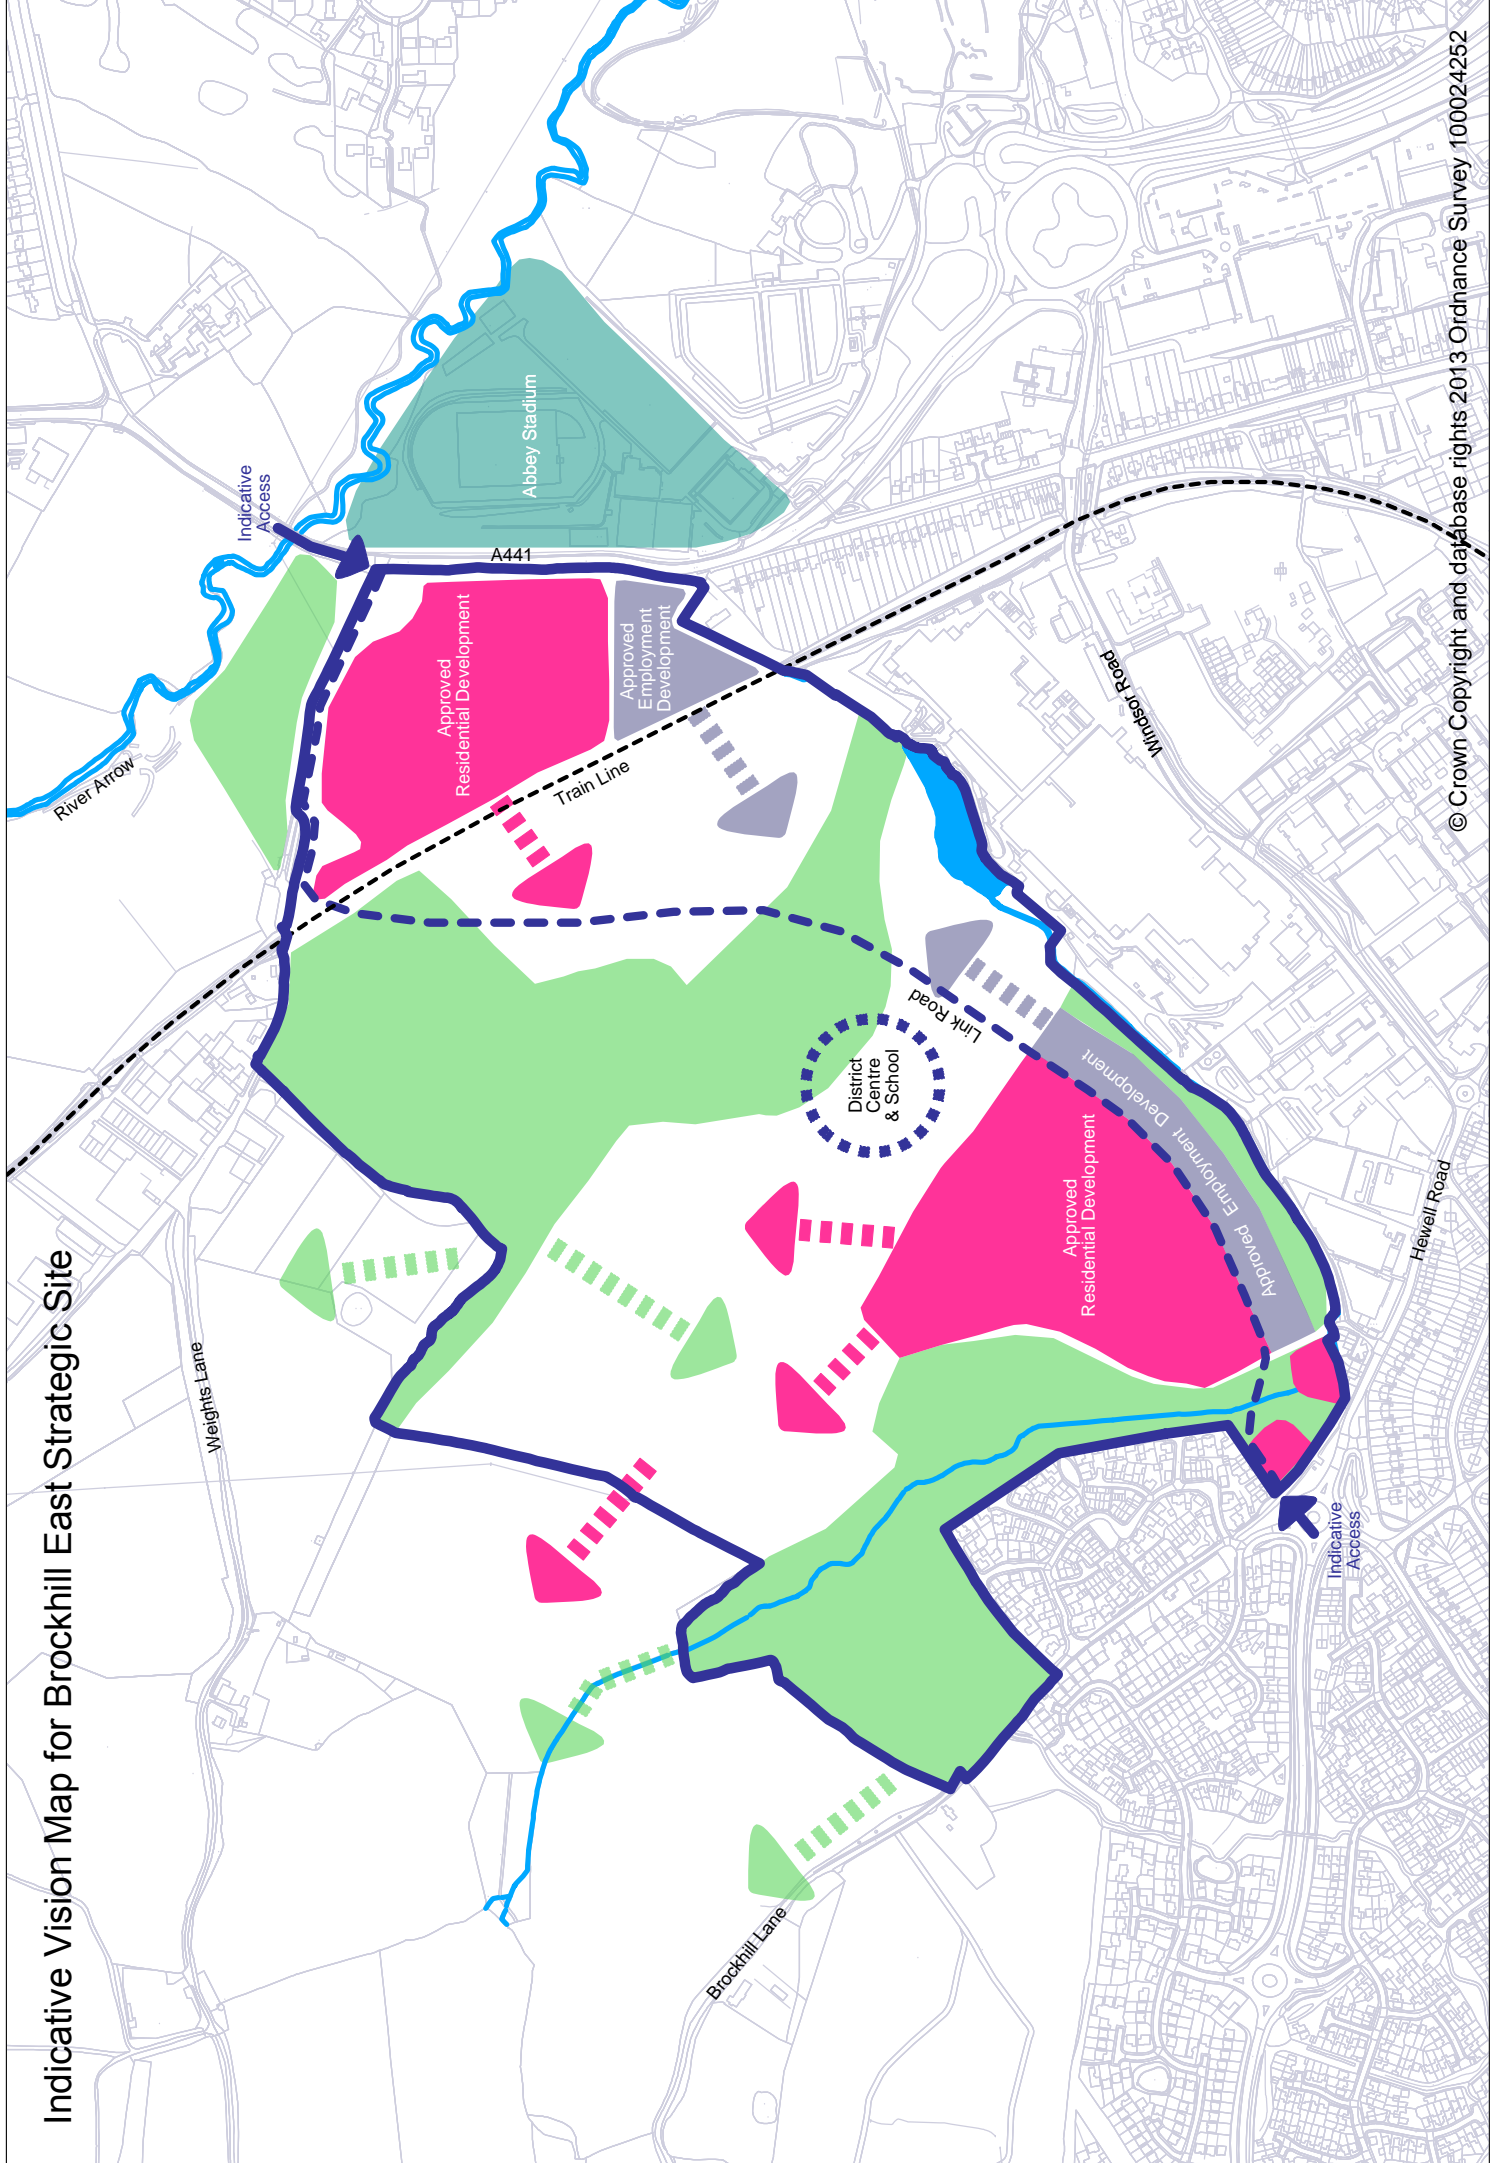 Indicative Vision Map for Brockhill East Strategic Site
River Arrow
Weights Lane
Indicative
Access
A441
Abbey Stadium
Approved
Residential Development
Approved
Employment
Development
Train Line
Link Road
District
Centre
& School
Approved
Residential Development
Approved Employment Development
Windsor Road
Hewell Road
Indicative
Access
Brockhill Lane
© Crown Copyright and database rights 2013 Ordnance Survey 100024252